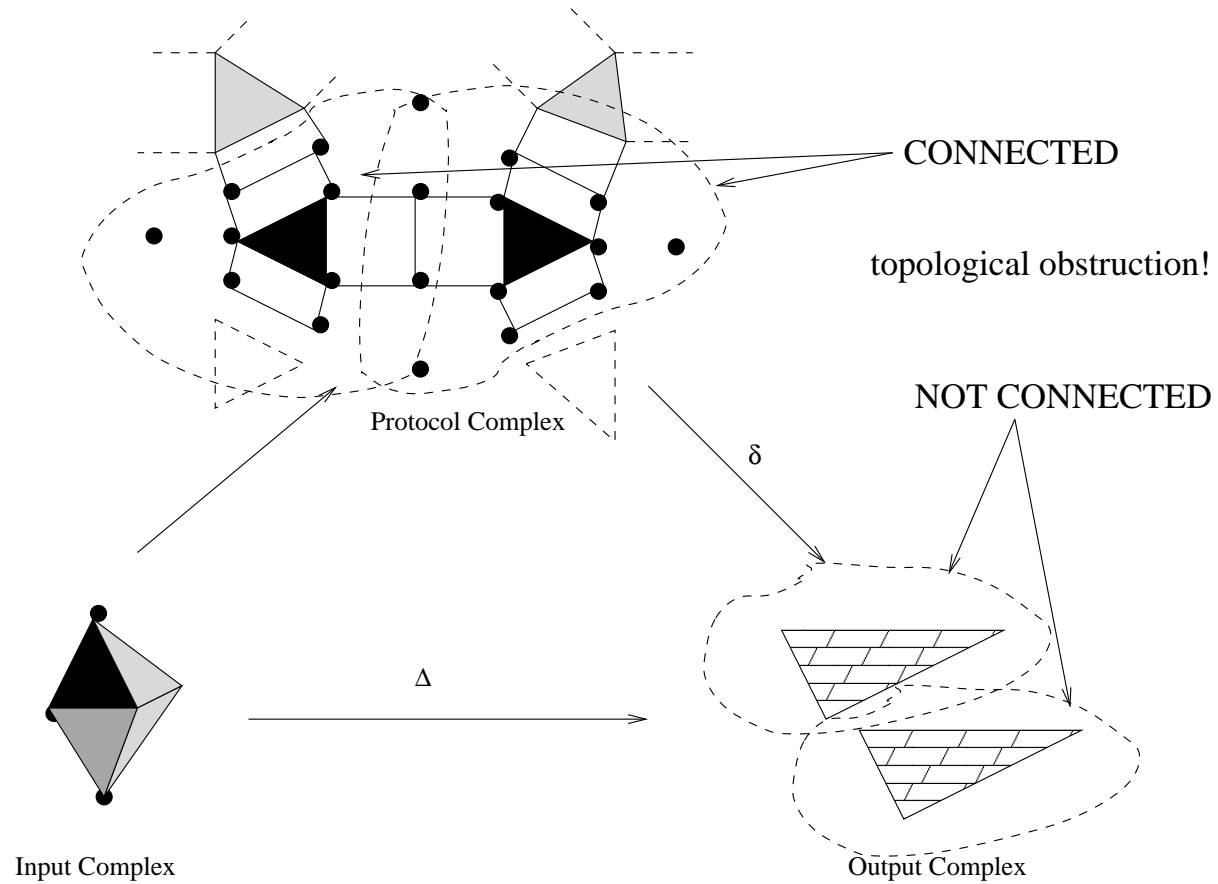 CONNECTED
topological obstruction!
NOT CONNECTED
Protocol Complex
δ
Δ
Input Complex
Output Complex